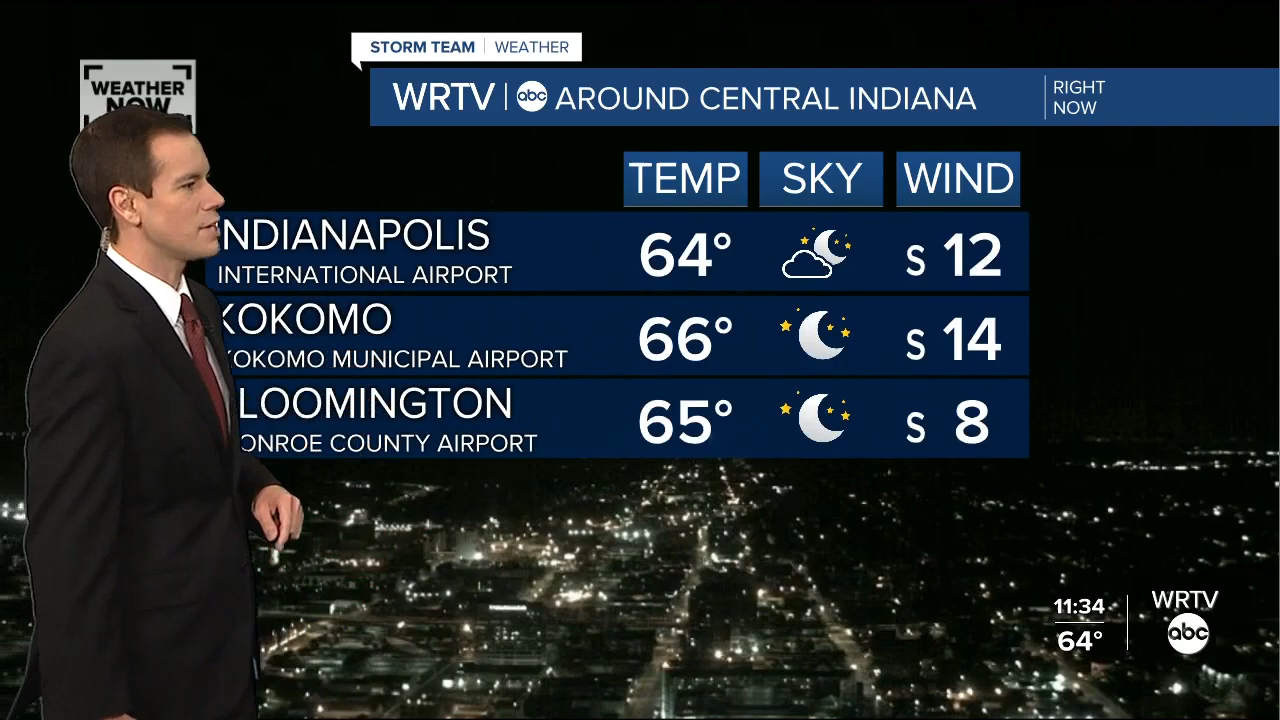 STORM TEAM | WEATHER
WEATHER
NOW
WRTV | abc AROUND CENTRAL INDIANA
RIGHT
NOW
TEMP SKY WIND
NDIANAPOLIS
INTERNATIONAL AIRPORT
64° S 12
KOKOMO
KOKOMO MUNICIPAL AIRPORT
66° S 14
LOOMINGTON
ONROE COUNTY AIRPORT
65° S 8
11:34
64°
WRTV
abc